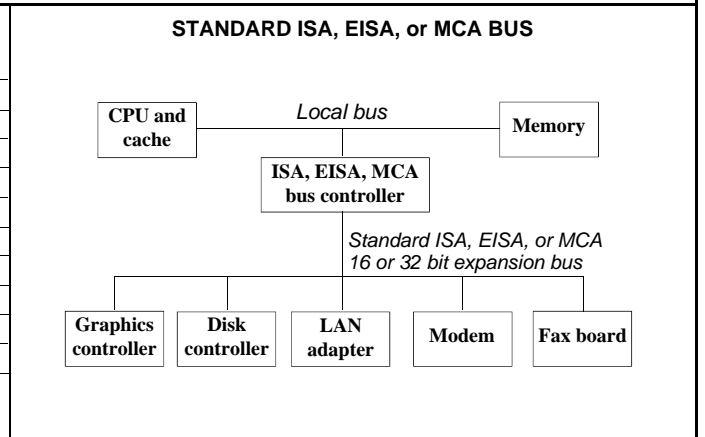 STANDARD ISA, EISA, or MCA BUS
CPU and
cache
Local bus
Memory
ISA, EISA, MCA
bus controller
Standard ISA, EISA, or MCA
16 or 32 bit expansion bus
Graphics
controller
Disk
controller
LAN
adapter
Modem
Fax board